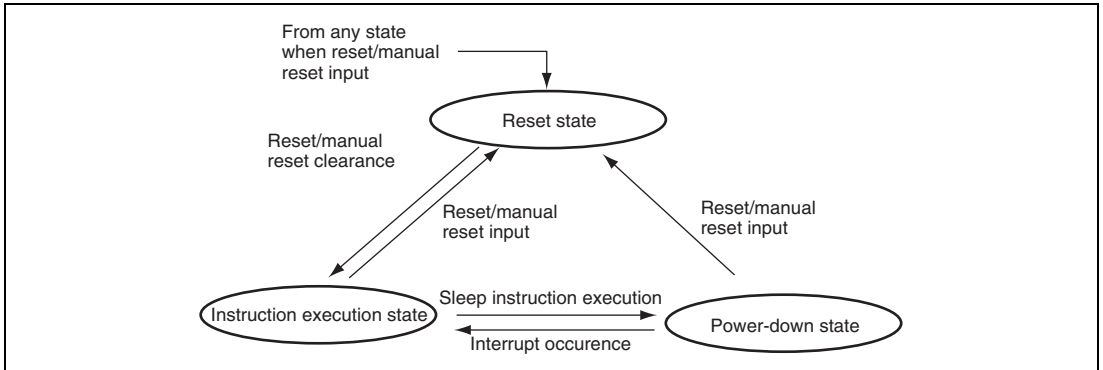 From any state
when reset/manual
reset input
Reset state
Reset/manual
reset clearance
Reset/manual
reset input
Reset/manual
reset input
Instruction execution state
Sleep instruction execution
Interrupt occurence
Power-down state